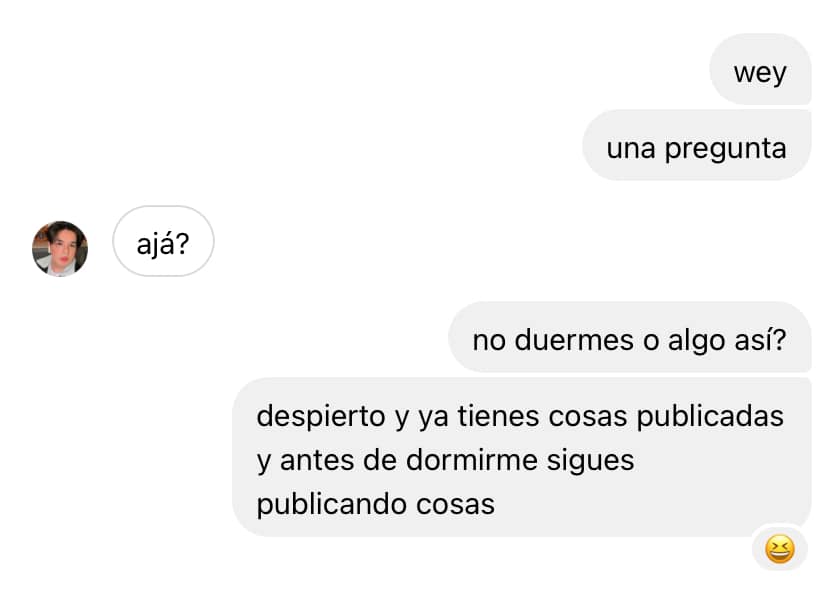 wey
una pregunta
ajá?
no duermes o algo así?
despierto y ya tienes cosas publicadas
y antes de dormirme sigues
publicando cosas